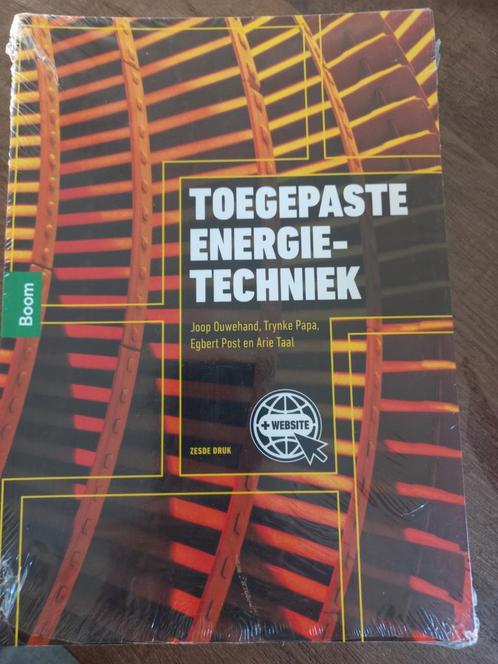 TOEGEPASTE
ENERGIE-
TECHNIEK
Joop Ouwehand, Trynke Papa,
Egbert Post en Arie Taal
Boom
+ WEBSITE
ZESDE DRUK